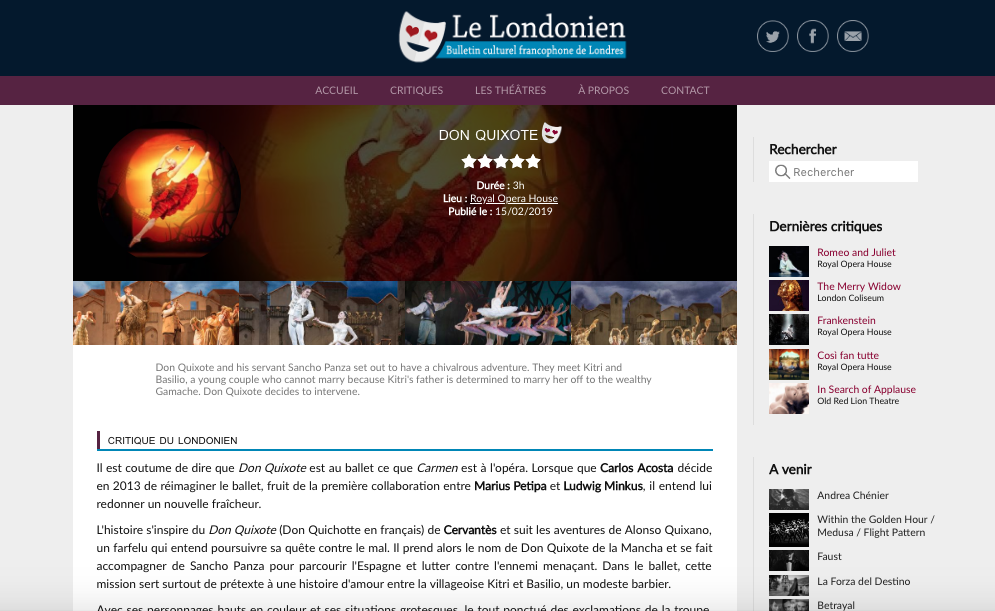 Le Londonien
Bulletin culturel francophone de Londres
ACCUEIL CRITIQUES LES THÉÂTRES À PROPOS CONTACT
DON QUIXOTE
Durée : 3h
Lieu : Royal Opera House
Publié le : 15/02/2019
Don Quixote and his servant Sancho Panza set out to have a chivalrous adventure. They meet Kitri and
Basilio, a young couple who cannot marry because Kitri's father is determined to marry her off to the wealthy
Gamache. Don Quixote decides to intervene.
CRITIQUE DU LONDONIEN
Il est coutume de dire que Don Quixote est au ballet ce que Carmen est à l'opéra. Lorsque que Carlos Acosta décide
en 2013 de réimaginer le ballet, fruit de la première collaboration entre Marius Petipa et Ludwig Minkus, il entend lui
redonner un nouvelle fraîcheur.
L'histoire s'inspire du Don Quixote (Don Quichotte en français) de Cervantès et suit les aventures de Alonso Quixano,
un farfelu qui entend poursuivre sa quête contre le mal. Il prend alors le nom de Don Quixote de la Mancha et se fait
accompagner de Sancho Panza pour parcourir l'Espagne et lutter contre l'ennemi menaçant. Dans le ballet, cette
mission sert surtout de prétexte à une histoire d'amour entre la villageoise Kitri et Basilio, un modeste barbier.
Avec ses personnages hauts en couleur et ses situations grotesques, le tout ponctué des exclamations de la troupe,
Rechercher
Rechercher
Dernières critiques
Romeo and Juliet
Royal Opera House
The Merry Widow
London Coliseum
Frankenstein
Royal Opera House
Così fan tutte
Royal Opera House
In Search of Applause
Old Red Lion Theatre
A venir
Andrea Chénier
Within the Golden Hour /
Medusa / Flight Pattern
Faust
La Forza del Destino
Betrayal